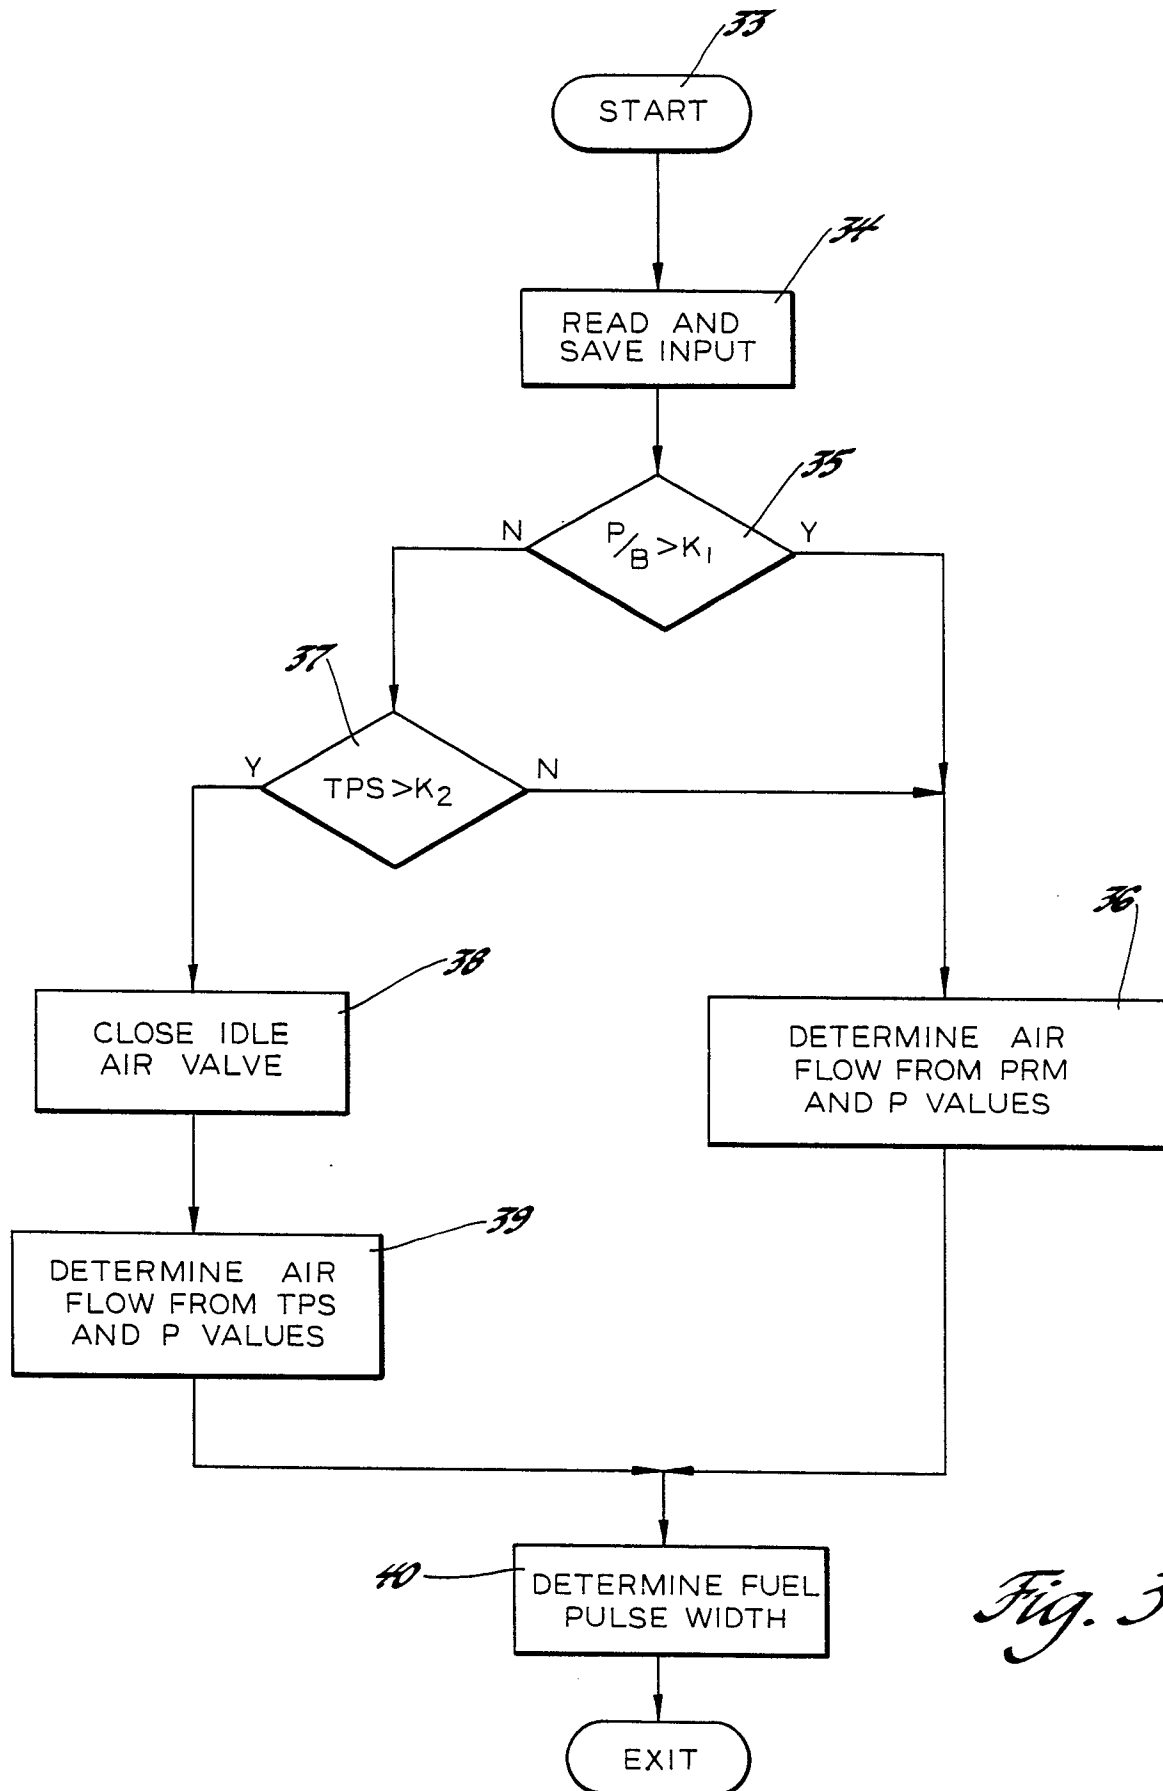 33
START
34
READ AND
SAVE INPUT
35
N
P/B>K1
Y
37
Y
TPS>K2
N
36
38
CLOSE IDLE
AIR VALVE
DETERMINE AIR
FLOW FROM PRM
AND P VALUES
39
DETERMINE AIR
FLOW FROM TPS
AND P VALUES
40
DETERMINE FUEL
PULSE WIDTH
Fig. 3
EXIT